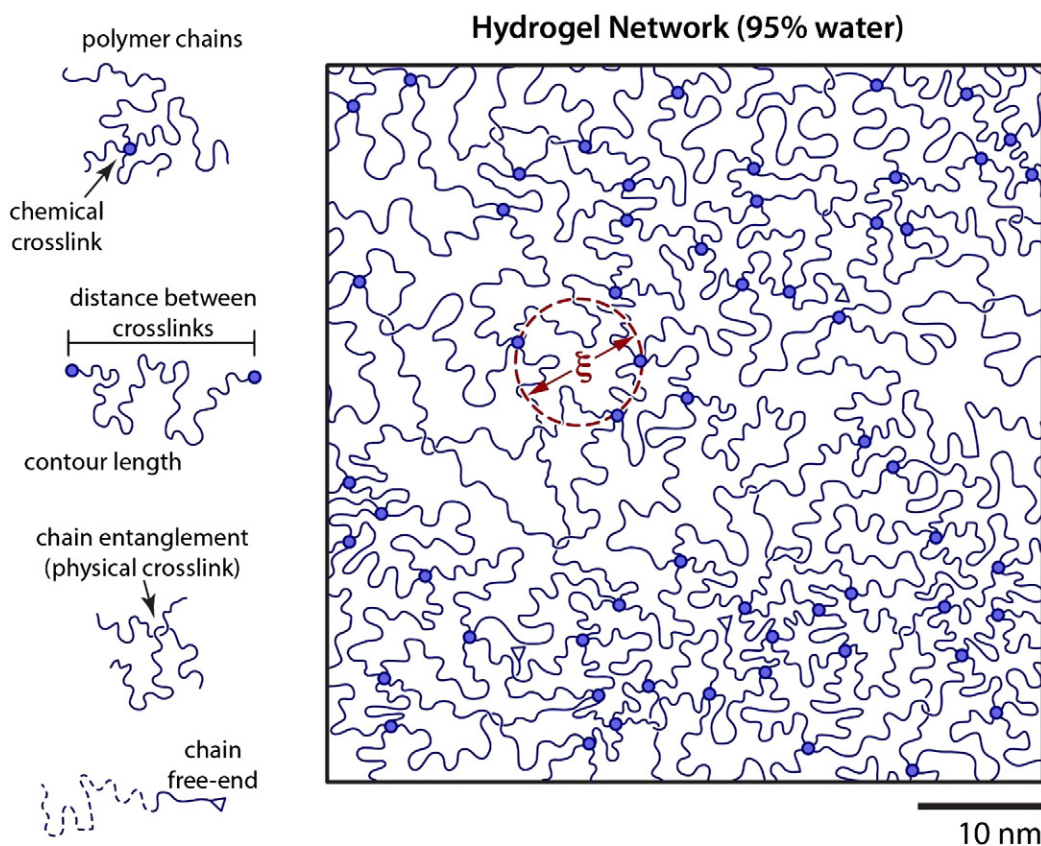 Hydrogel Network (95% water)
polymer chains
chemical
crosslink
distance between
crosslinks
contour length
chain entanglement
(physical crosslink)
chain
free-end
ξ
10 nm